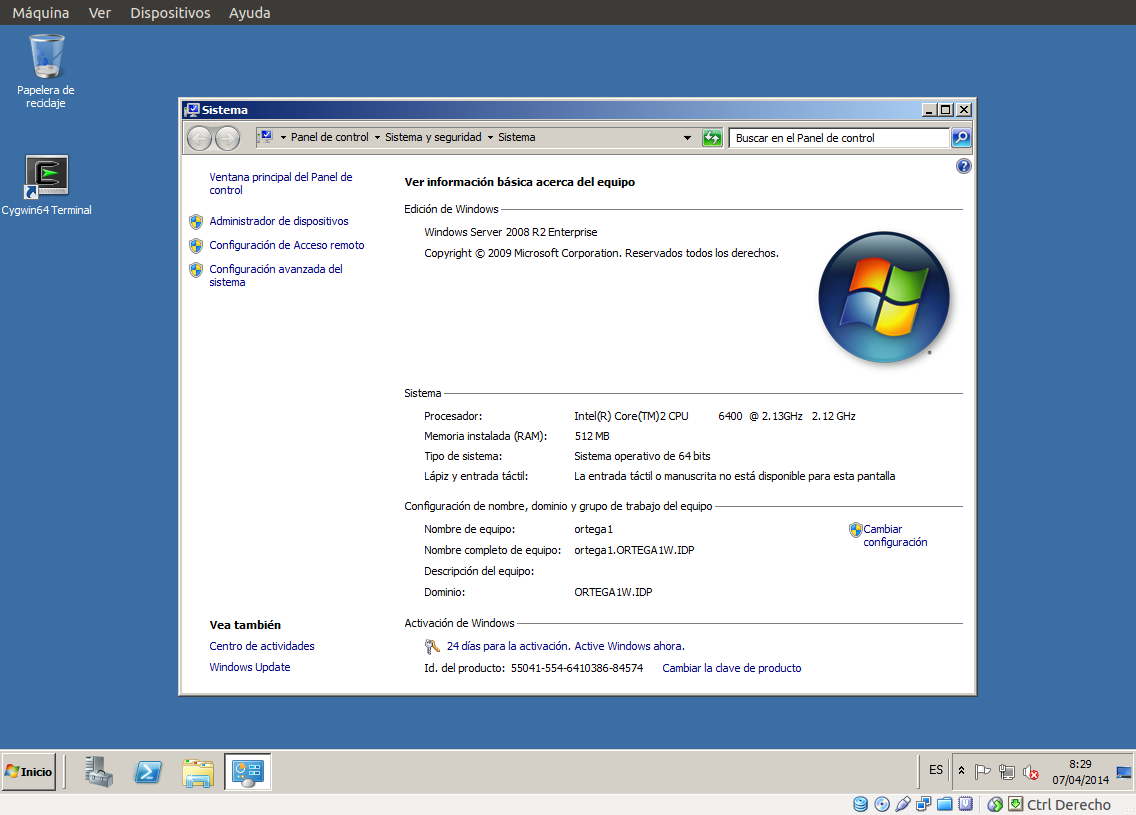 Máquina Ver Dispositivos Ayuda
Papelera de
reciclaje
Cygwin64 Terminal
Sistema
Panel de control Sistema y seguridad Sistema
Buscar en el Panel de control
Ventana principal del Panel de
control
Administrador de dispositivos
Configuración de Acceso remoto
Configuración avanzada del
sistema
Ver información básica acerca del equipo
Edición de Windows
Windows Server 2008 R2 Enterprise
Copyright © 2009 Microsoft Corporation. Reservados todos los derechos.
Sistema
Procesador: Intel(R) Core(TM)2 CPU 6400 @ 2.13GHz 2.12 GHz
Memoria instalada (RAM): 512 MB
Tipo de sistema: Sistema operativo de 64 bits
Lápiz y entrada táctil: La entrada táctil o manuscrita no está disponible para esta pantalla
Configuración de nombre, dominio y grupo de trabajo del equipo
Nombre de equipo: ortega1
Cambiar
configuración
Nombre completo de equipo: ortega1.ORTEGA1W.IDP
Descripción del equipo:
Dominio: ORTEGA1W.IDP
Activación de Windows
24 días para la activación. Active Windows ahora.
Id. del producto: 55041-554-6410386-84574 Cambiar la clave de producto
Vea también
Centro de actividades
Windows Update
Inicio
ES
8:29
07/04/2014
Ctrl Derecho